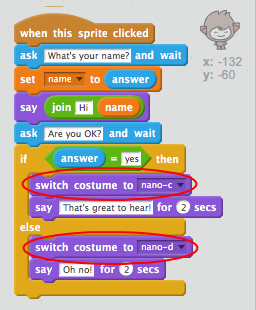 when this sprite clicked
x: -132
y: -60
ask What's your name? and wait
set name to answer
say join Hi name
ask Are you OK? and wait
if answer = yes then
switch costume to nano-c
say That's great to hear! for 2 secs
else
switch costume to nano-d
say Oh no! for 2 secs